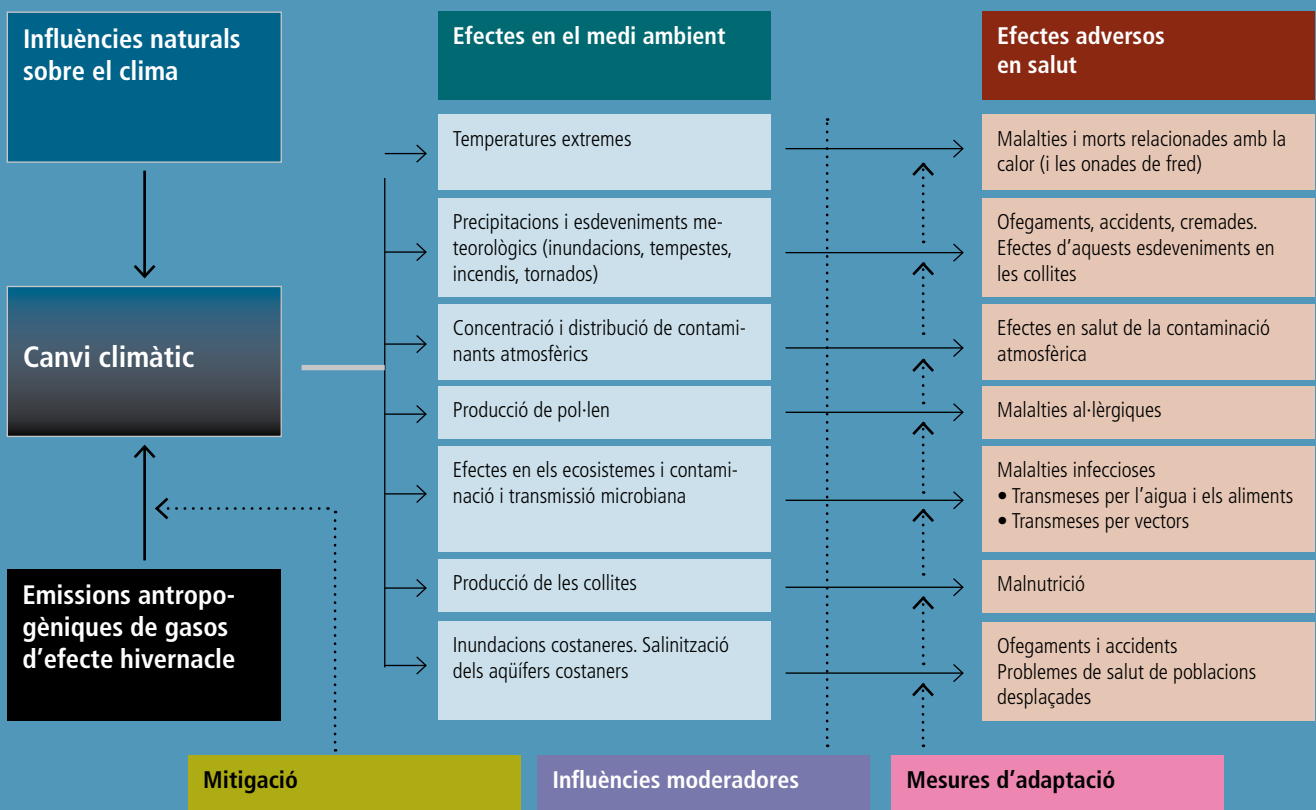 Influències naturals
sobre el clima
Canvi climàtic
Emissions antropo-
gèniques de gasos
d'efecte hivernacle
Efectes en el medi ambient
Temperatures extremes
Precipitacions i esdeveniments me-
teorològics (inundacions, tempestes,
incendis, tornados)
Concentració i distribució de contami-
nants atmosfèrics
Producció de pol·len
Efectes en els ecosistemes i contami-
nació i transmissió microbiana
Producció de les collites
Inundacions costaneres. Salinització
dels aqüífers costaners
Efectes adversos
en salut
Malalties i morts relacionades amb la
calor (i les onades de fred)
Ofegaments, accidents, cremades.
Efectes d'aquests esdeveniments en
les collites
Efectes en salut de la contaminació
atmosfèrica
Malalties al·lèrgiques
Malalties infeccioses
• Transmeses per l'aigua i els aliments
• Transmeses per vectors
Malnutrició
Ofegaments i accidents
Problemes de salut de poblacions
desplaçades
Mitigació
Influències moderadores
Mesures d'adaptació